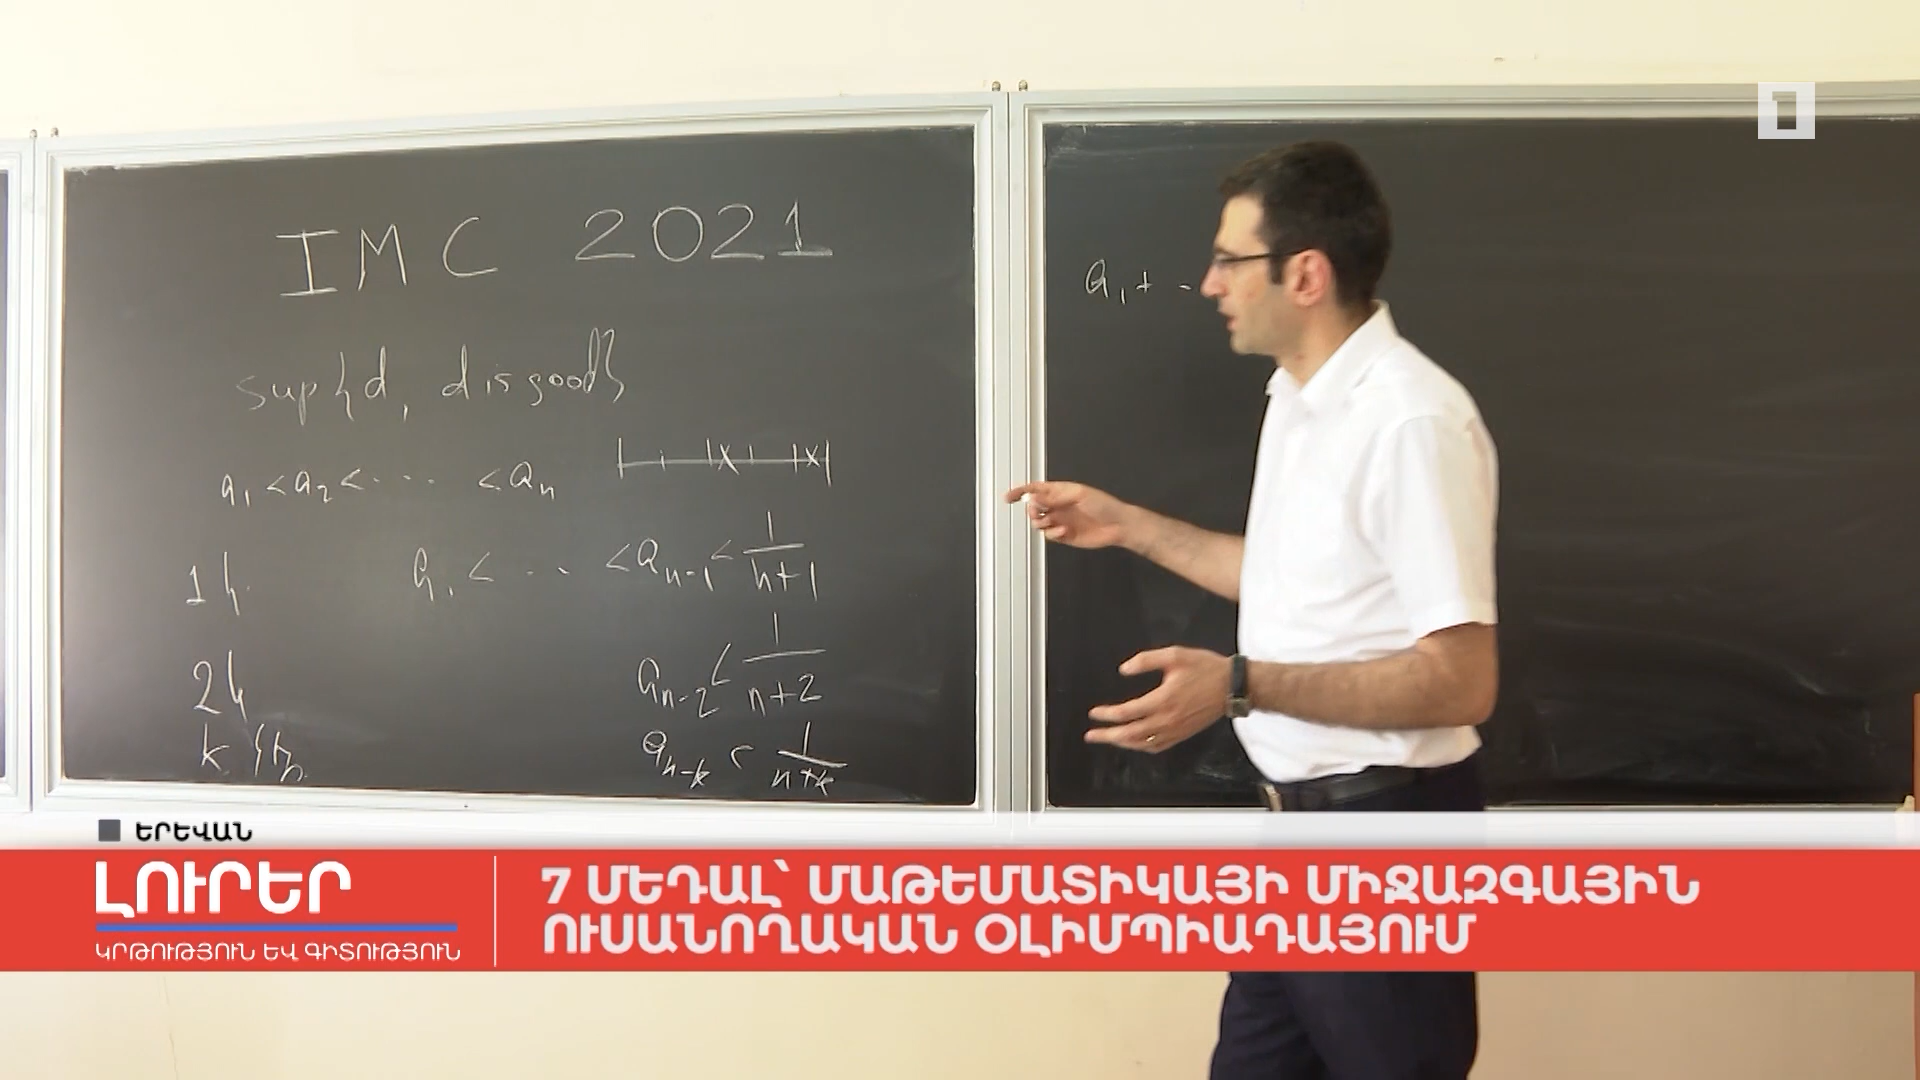 1
IMC 2021
sup{d, d is good}
a₁ < a₂ < ... < aₙ
1կ. a₁ < ... < aₙ₋₁ < 1/(n+1)
2կ aₙ₋₂ < 1/(n+2)
k aₙ₋ₖ < 1/(n+k)
a₁ + -
ԵՐԵՎԱՆ
ԼՈՒՐԵՐ
ԿՐԹՈՒԹՅՈՒՆ ԵՎ ԳԻՏՈՒԹՅՈՒՆ
7 ՄԵԴԱԼ՝ ՄԱԹԵՄԱՏԻԿԱՅԻ ՄԻՋԱԶԳԱՅԻՆ
ՈՒՍԱՆՈՂԱԿԱՆ ՕԼԻՄՊԻԱԴԱՅՈՒՄ